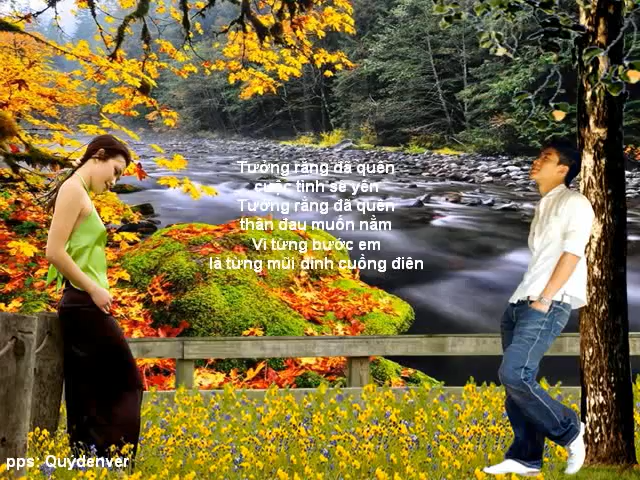 Tưởng rằng đã quên
cuộc tình sẽ yên
Tưởng rằng đã quên
thân đau muốn nằm
Vì từng bước em
là từng mũi đinh cuồng điên
pps: Quýdenver